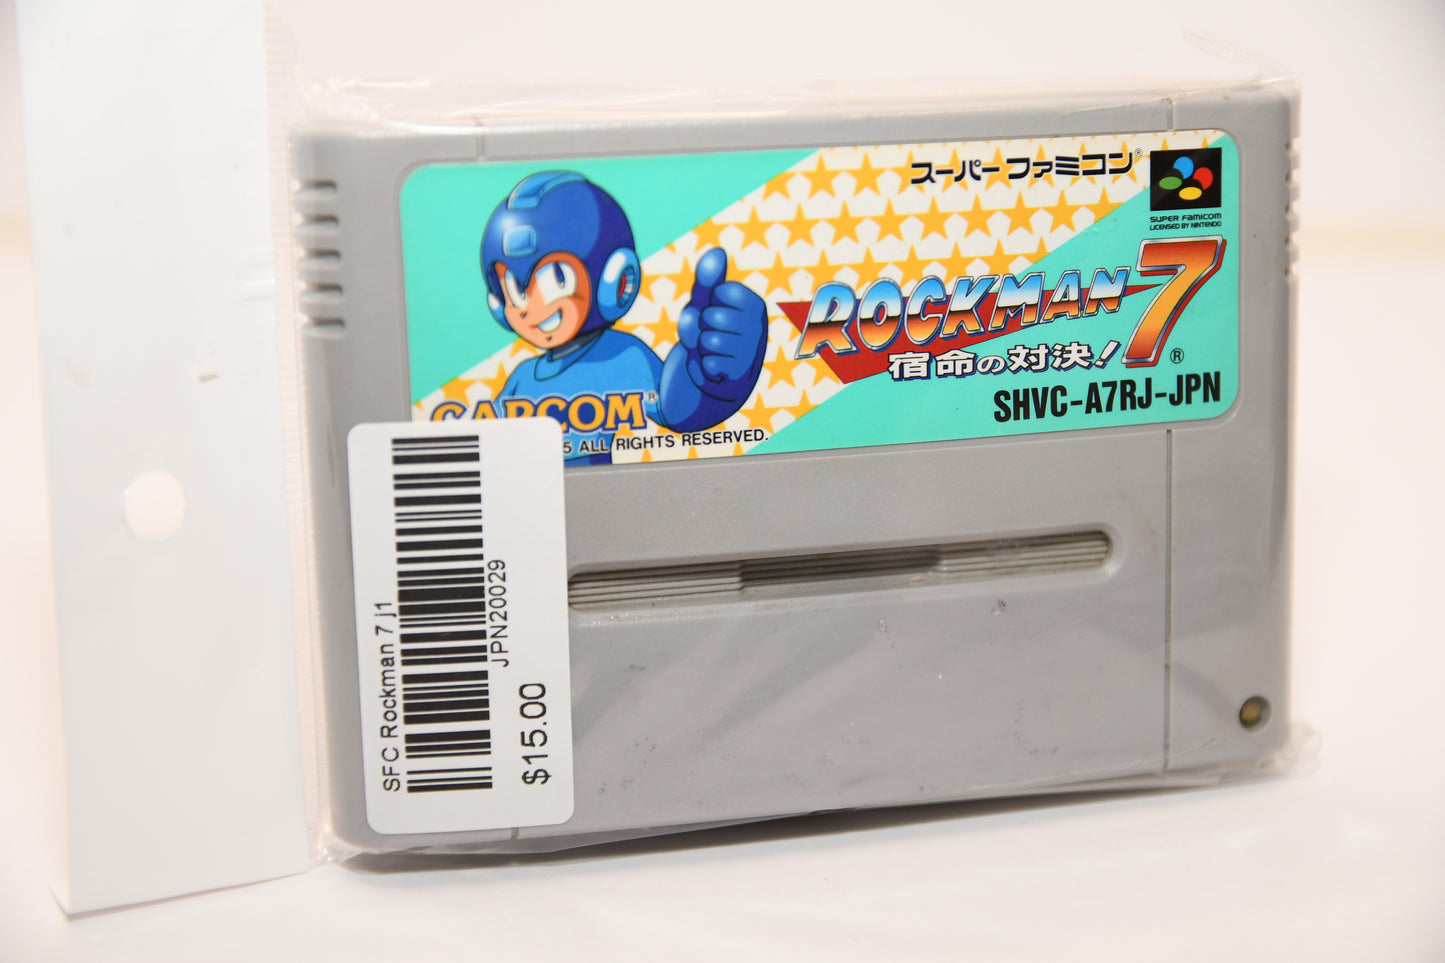 スーパーファミコン®
SUPER FAMICOM
LICENSED BY NINTENDO
ROCKMAN 7
宿命の対決!®
SHVC-A7RJ-JPN
CAPCOM®
5 ALL RIGHTS RESERVED.
SFC Rockman 7 j1
JPN20029
$15.00